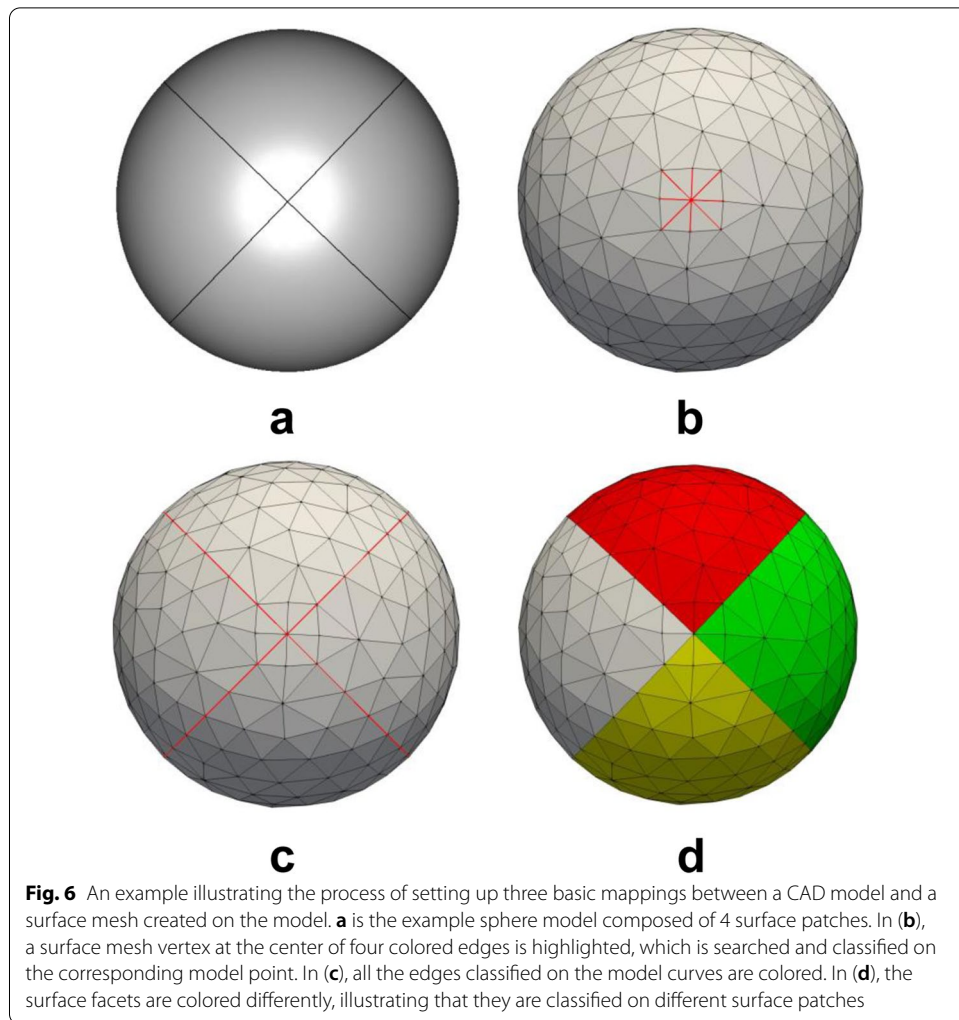 a
b
c
d
Fig. 6 An example illustrating the process of setting up three basic mappings between a CAD model and a
surface mesh created on the model. a is the example sphere model composed of 4 surface patches. In (b),
a surface mesh vertex at the center of four colored edges is highlighted, which is searched and classified on
the corresponding model point. In (c), all the edges classified on the model curves are colored. In (d), the
surface facets are colored differently, illustrating that they are classified on different surface patches